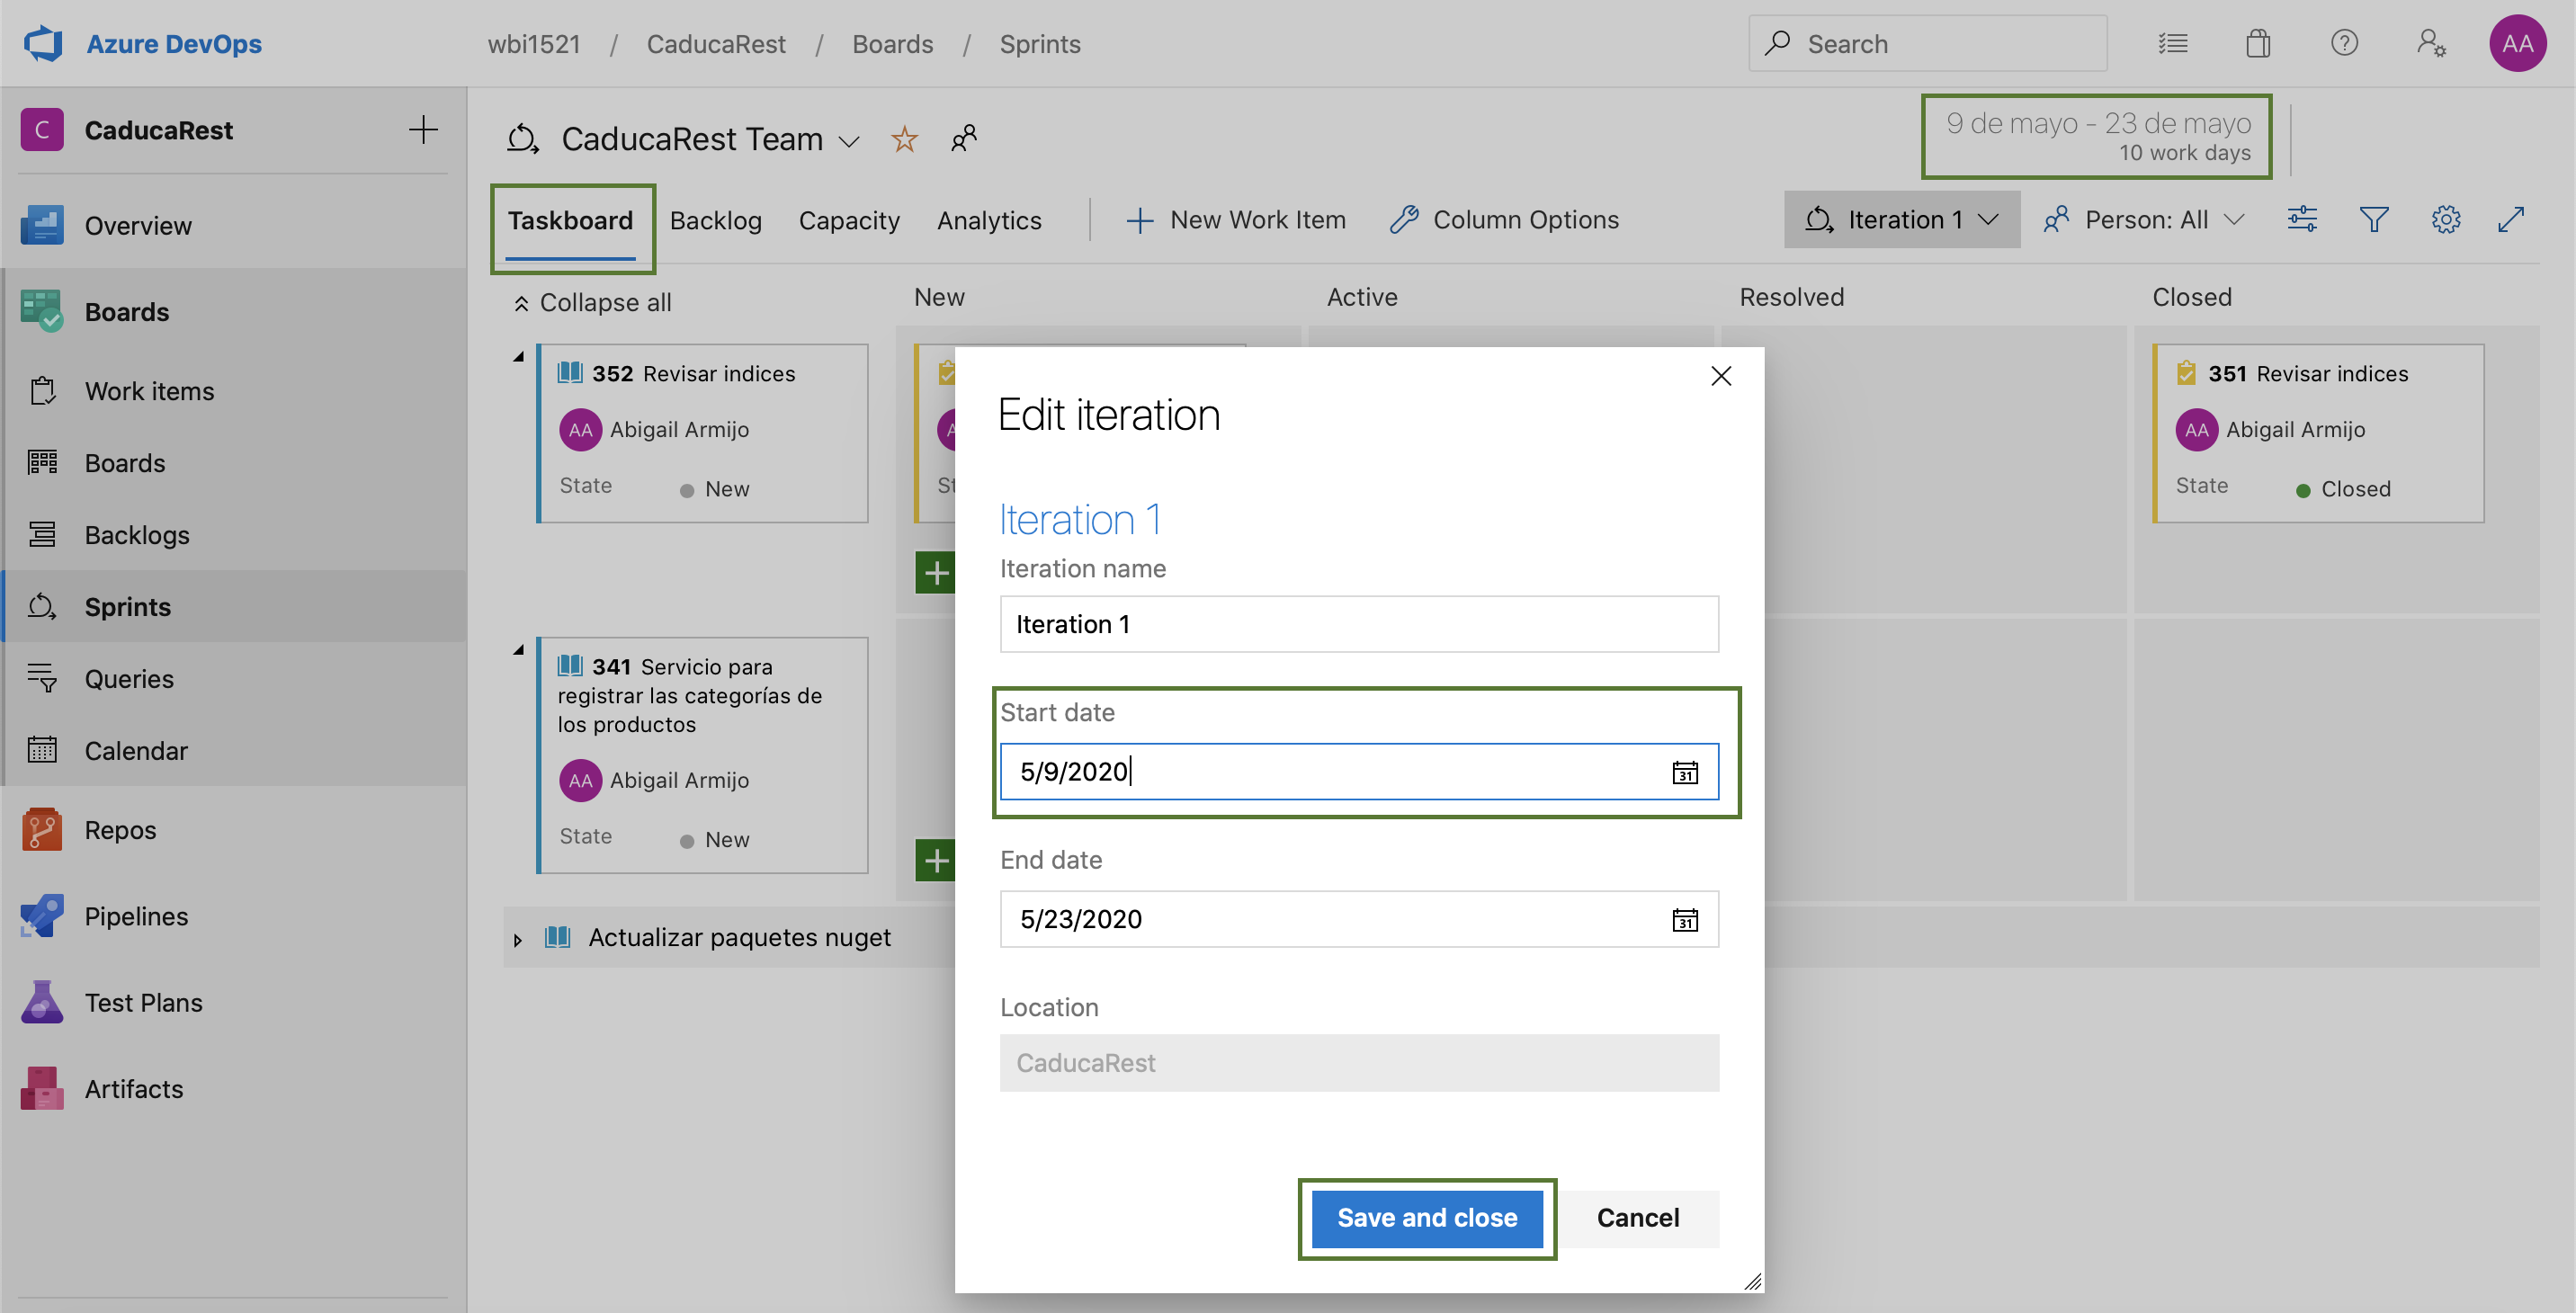 Azure DevOps
wbi1521 / CaducaRest / Boards / Sprints
Search
AA
C CaducaRest
Overview
Boards
Work items
Boards
Backlogs
Sprints
Queries
Calendar
Repos
Pipelines
Test Plans
Artifacts
CaducaRest Team
9 de mayo - 23 de mayo
10 work days
Taskboard Backlog Capacity Analytics New Work Item Column Options Iteration 1 Person: All
Collapse all New Active Resolved Closed
352 Revisar indices
AA Abigail Armijo
State New
351 Revisar indices
AA Abigail Armijo
State Closed
341 Servicio para
registrar las categorías de
los productos
AA Abigail Armijo
State New
Actualizar paquetes nuget
Edit iteration
Iteration 1
Iteration name
Iteration 1
Start date
5/9/2020
31
End date
5/23/2020
31
Location
CaducaRest
Save and close Cancel